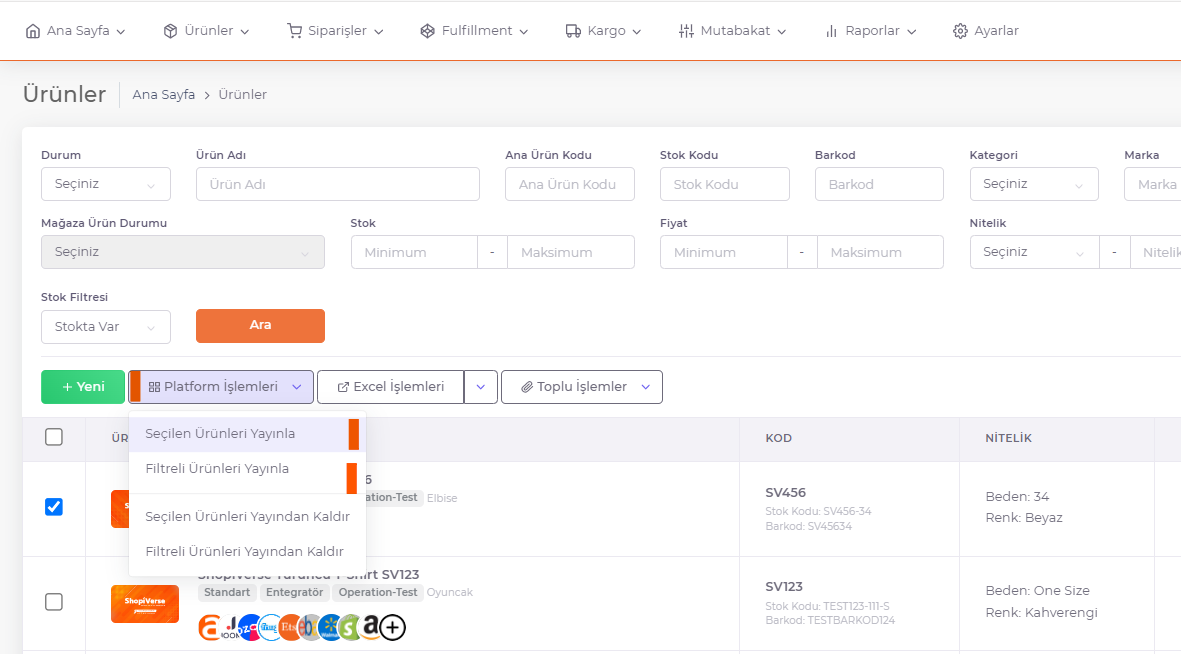 Ana Sayfa
Ürünler
Siparişler
Fulfillment
Kargo
Mutabakat
Raporlar
Ayarlar
Ürünler
Ana Sayfa > Ürünler
Durum
Ürün Adı
Ana Ürün Kodu
Stok Kodu
Barkod
Kategori
Marka
Seçiniz
Ürün Adı
Ana Ürün Kodu
Stok Kodu
Barkod
Seçiniz
Marka
Mağaza Ürün Durumu
Stok
Fiyat
Nitelik
Seçiniz
Minimum - Maksimum
Minimum - Maksimum
Seçiniz - Nitelik
Stok Filtresi
Stokta Var
Ara
+ Yeni
Platform İşlemleri
Excel İşlemleri
Toplu İşlemler
Seçilen Ürünleri Yayınla
Filtreli Ürünleri Yayınla
Seçilen Ürünleri Yayından Kaldır
Filtreli Ürünleri Yayından Kaldır
ÜR
KOD
NİTELİK
6
ation-Test Elbise
SV456
Stok Kodu: SV456-34
Barkod: SV45634
Beden: 34
Renk: Beyaz
ShopiVerse
ShopiVerse Turuncu T-Shirt SV123
Standart Entegratör Operation-Test Oyuncak
SV123
Stok Kodu: TEST123-111-S
Barkod: TESTBARKOD124
Beden: One Size
Renk: Kahverengi